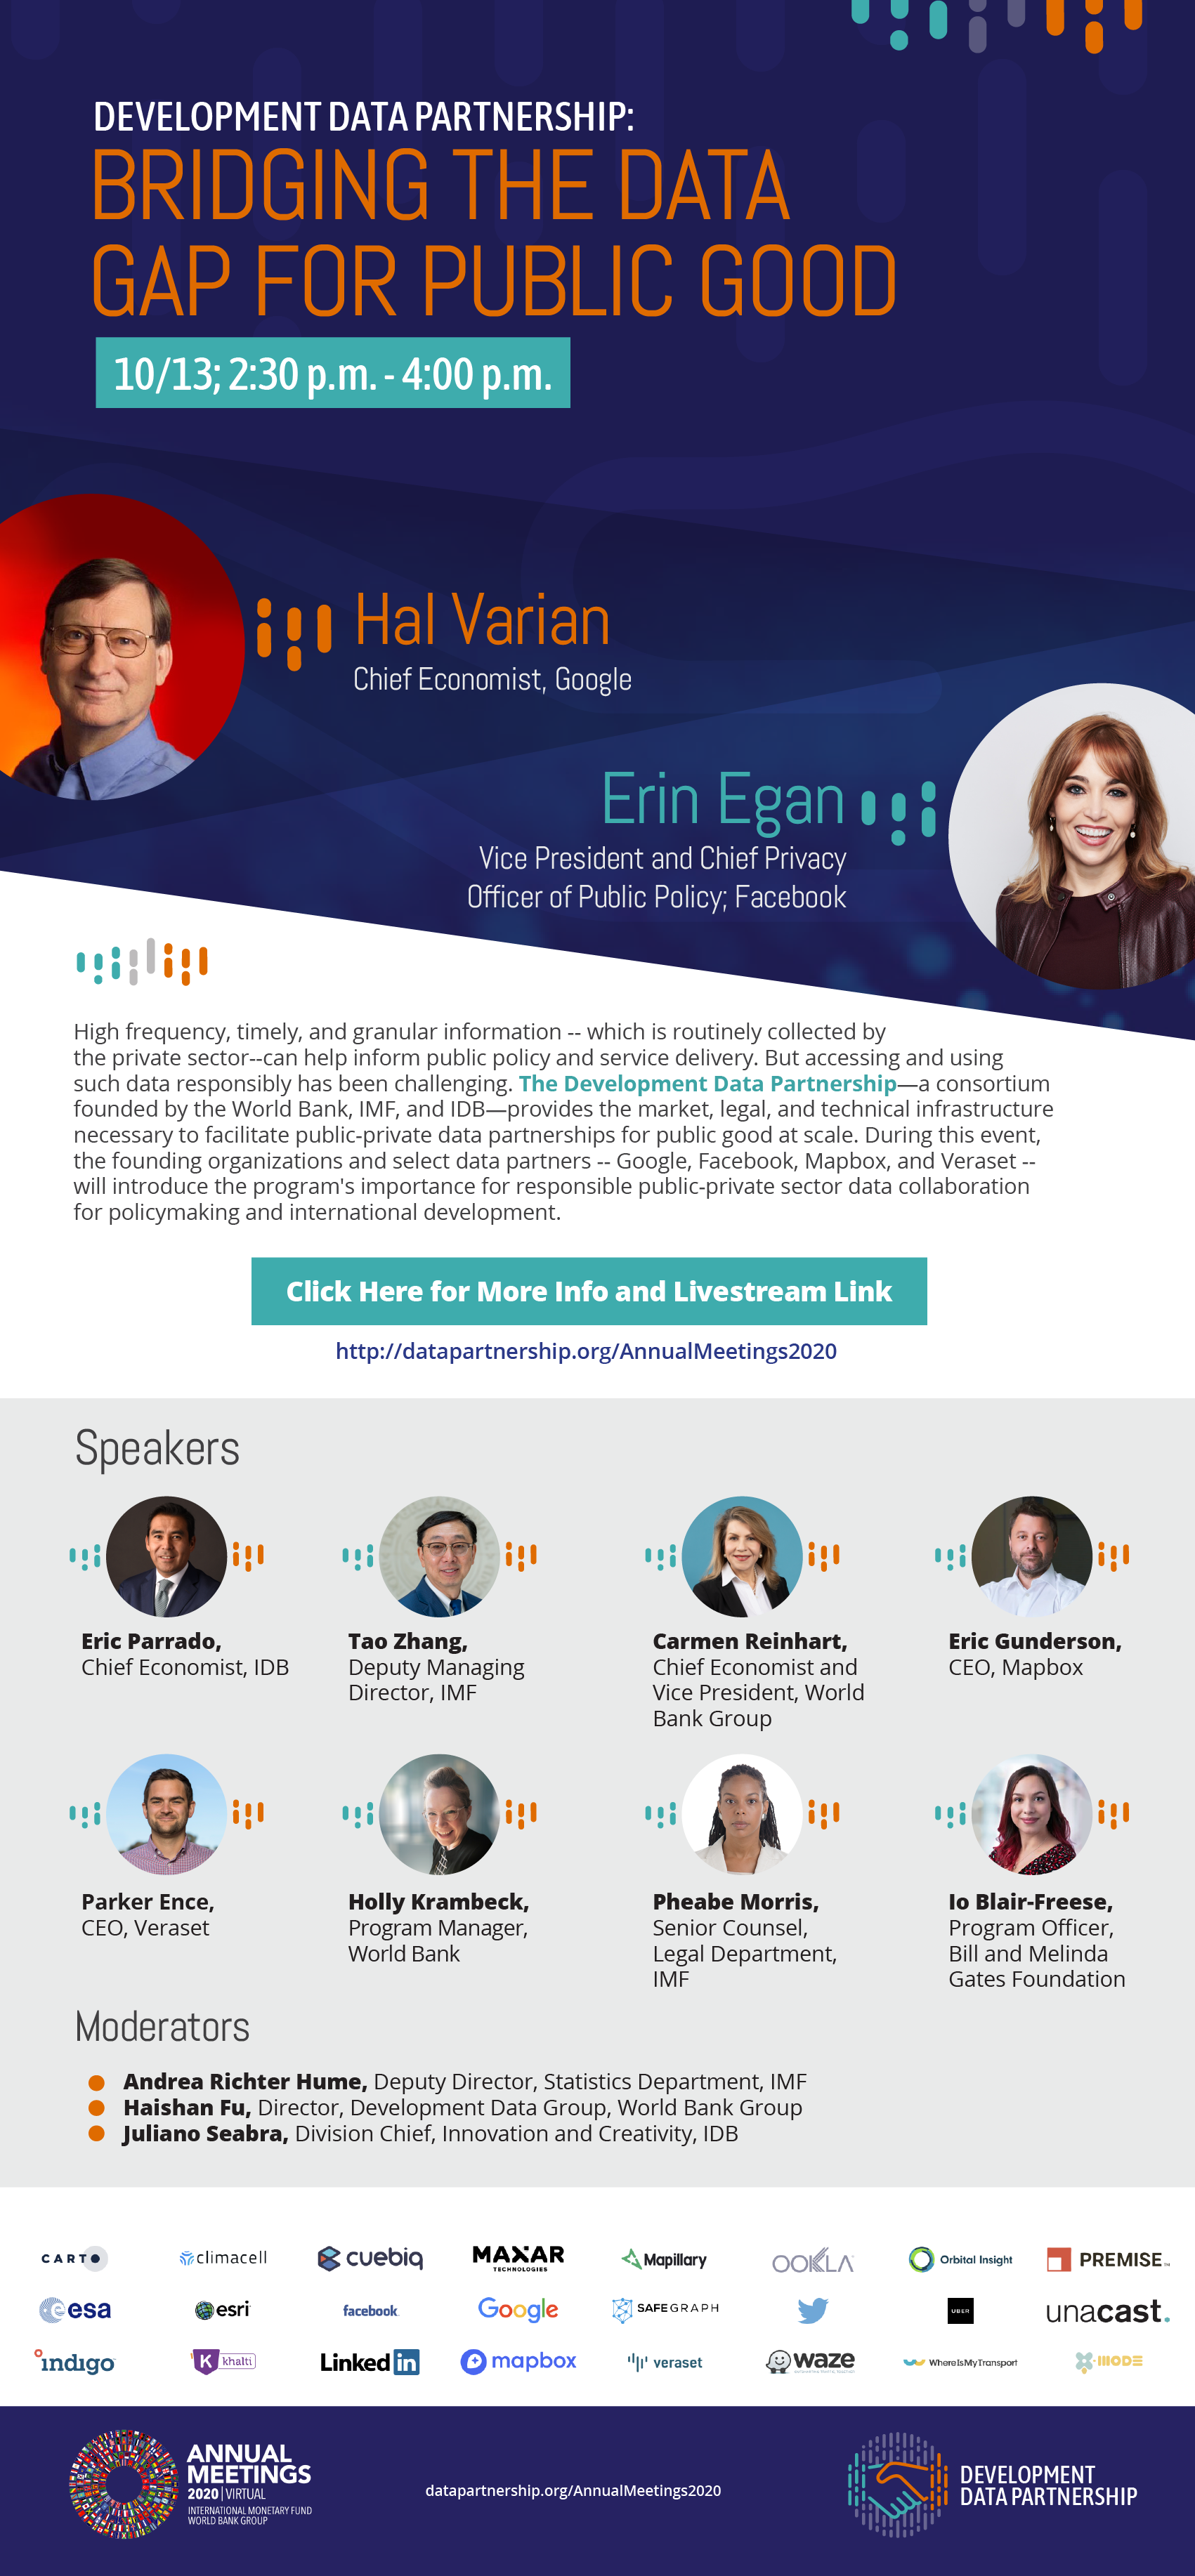 DEVELOPMENT DATA PARTNERSHIP:
BRIDGING THE DATA
GAP FOR PUBLIC GOOD
10/13; 2:30 p.m. - 4:00 p.m.
Hal Varian
Chief Economist, Google
Erin Egan
Vice President and Chief Privacy
Officer of Public Policy; Facebook
High frequency, timely, and granular information -- which is routinely collected by
the private sector--can help inform public policy and service delivery. But accessing and using
such data responsibly has been challenging. The Development Data Partnership—a consortium
founded by the World Bank, IMF, and IDB—provides the market, legal, and technical infrastructure
necessary to facilitate public-private data partnerships for public good at scale. During this event,
the founding organizations and select data partners -- Google, Facebook, Mapbox, and Veraset --
will introduce the program's importance for responsible public-private sector data collaboration
for policymaking and international development.
Click Here for More Info and Livestream Link
http://datapartnership.org/AnnualMeetings2020
Speakers
Eric Parrado,
Chief Economist, IDB
Tao Zhang,
Deputy Managing
Director, IMF
Carmen Reinhart,
Chief Economist and
Vice President, World
Bank Group
Eric Gunderson,
CEO, Mapbox
Parker Ence,
CEO, Veraset
Holly Krambeck,
Program Manager,
World Bank
Pheabe Morris,
Senior Counsel,
Legal Department,
IMF
Io Blair-Freese,
Program Officer,
Bill and Melinda
Gates Foundation
Moderators
Andrea Richter Hume, Deputy Director, Statistics Department, IMF
Haishan Fu, Director, Development Data Group, World Bank Group
Juliano Seabra, Division Chief, Innovation and Creativity, IDB
CARTO
climacell
cuebiq
MAXAR
TECHNOLOGIES
Mapillary
OOKLA
Orbital Insight
PREMISE
esa
esri
facebook
Google
SAFEGRAPH
UBER
unacast.
indigo
K khalti
Linked in
mapbox
veraset
waze
WhereIsMyTransport
MODE
ANNUAL
MEETINGS
2020 | VIRTUAL
INTERNATIONAL MONETARY FUND
WORLD BANK GROUP
datapartnership.org/AnnualMeetings2020
DEVELOPMENT
DATA PARTNERSHIP